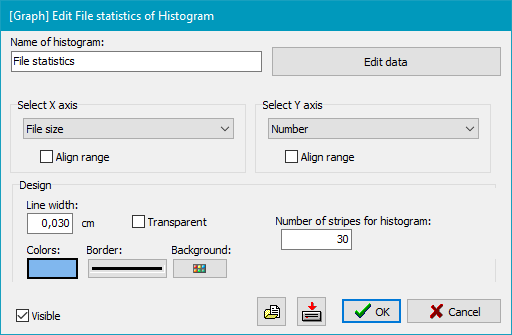 [Graph] Edit File statistics of Histogram
Name of histogram:
File statistics
Edit data
Select X axis
File size
Align range
Select Y axis
Number
Align range
Design
Line width:
0,030 cm
Transparent
Number of stripes for histogram:
30
Colors:
Border:
Background:
Visible
OK
Cancel